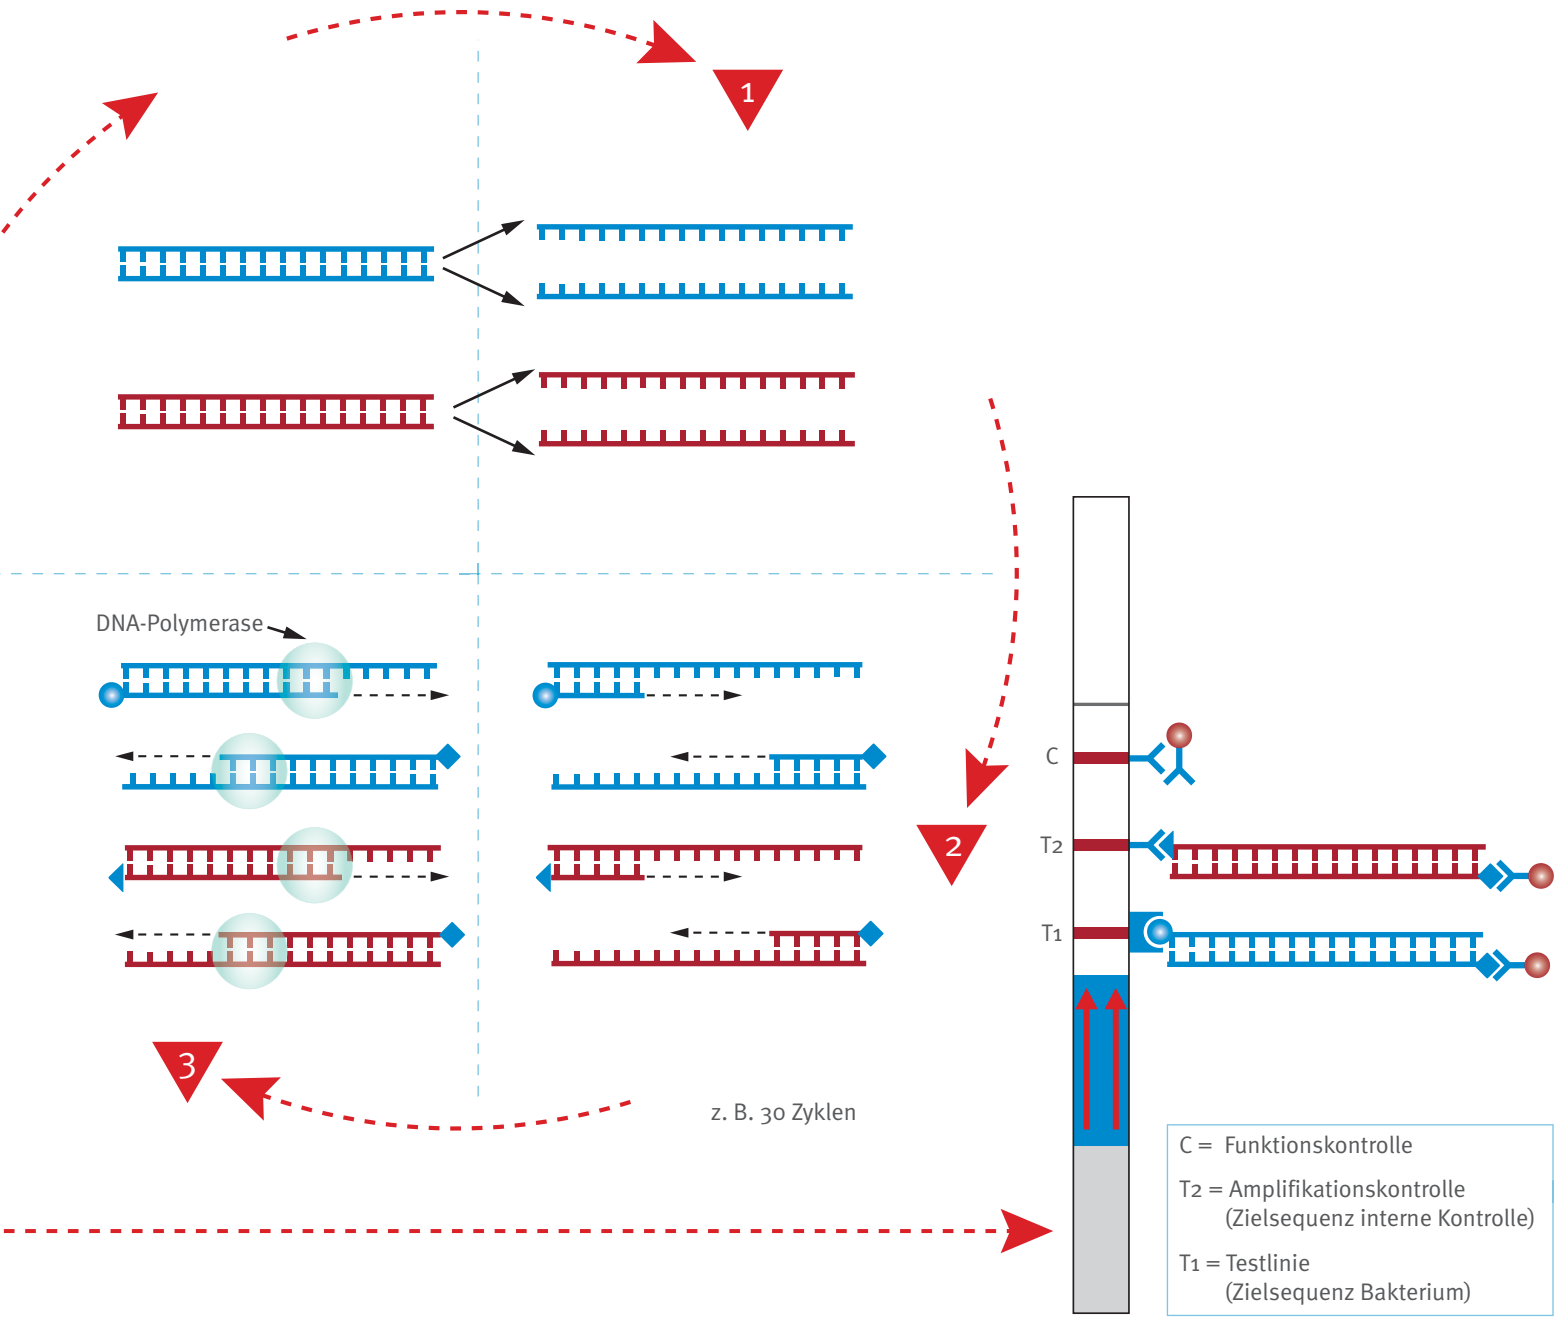 1
DNA-Polymerase
2
3
z. B. 30 Zyklen
C
T2
T1
C = Funktionskontrolle
T2 = Amplifikationskontrolle
(Zielsequenz interne Kontrolle)
T1 = Testlinie
(Zielsequenz Bakterium)